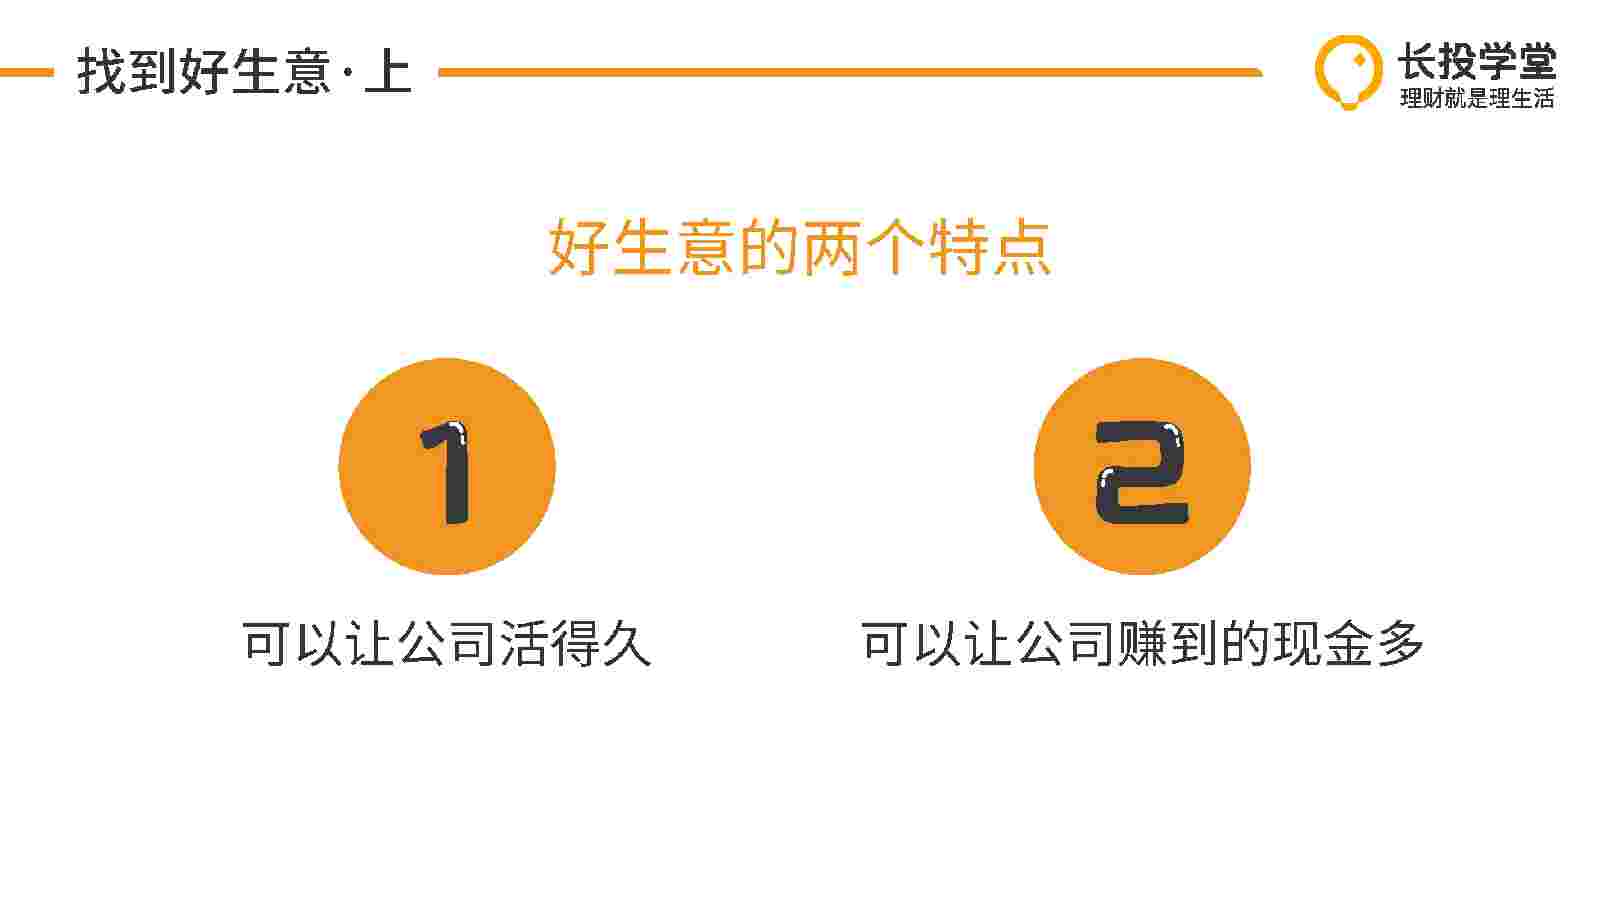 找到好生意·上
长投学堂
理财就是理生活
好生意的两个特点
1
2
可以让公司活得久
可以让公司赚到的现金多